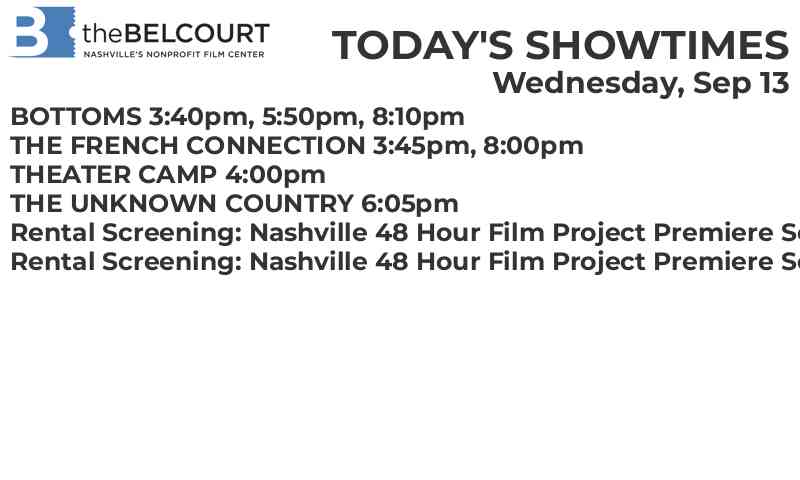 B theBELCOURT
NASHVILLE'S NONPROFIT FILM CENTER
TODAY'S SHOWTIMES
Wednesday, Sep 13
BOTTOMS 3:40pm, 5:50pm, 8:10pm
THE FRENCH CONNECTION 3:45pm, 8:00pm
THEATER CAMP 4:00pm
THE UNKNOWN COUNTRY 6:05pm
Rental Screening: Nashville 48 Hour Film Project Premiere
Rental Screening: Nashville 48 Hour Film Project Premiere